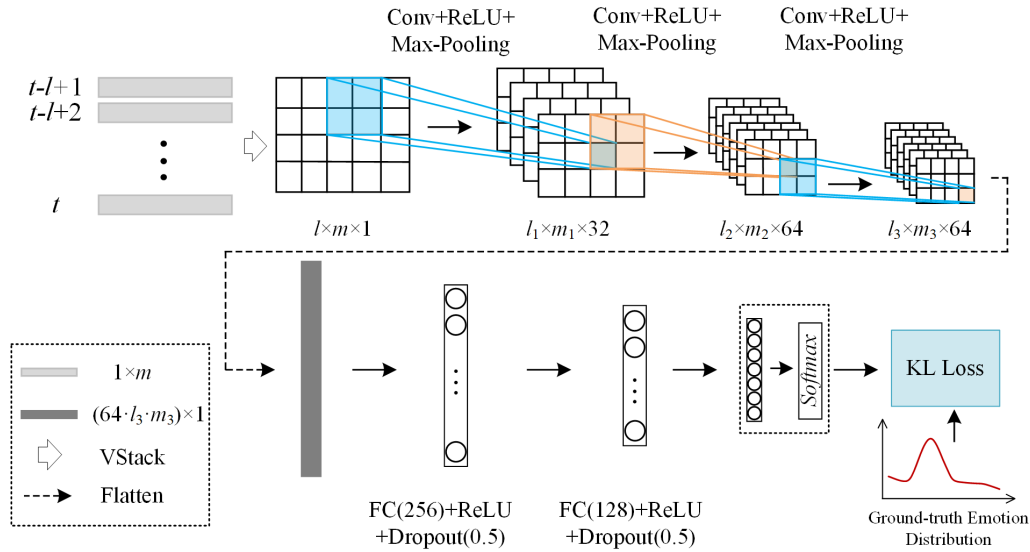 Conv+ReLU+
Max-Pooling
Conv+ReLU+
Max-Pooling
Conv+ReLU+
Max-Pooling
t-l+1
t-l+2
t
l×m×1
l₁×m₁×32
l₂×m₂×64
l₃×m₃×64
1×m
(64·l₃·m₃)×1
VStack
Flatten
FC(256)+ReLU
+Dropout(0.5)
FC(128)+ReLU
+Dropout(0.5)
Softmax
KL Loss
Ground-truth Emotion
Distribution